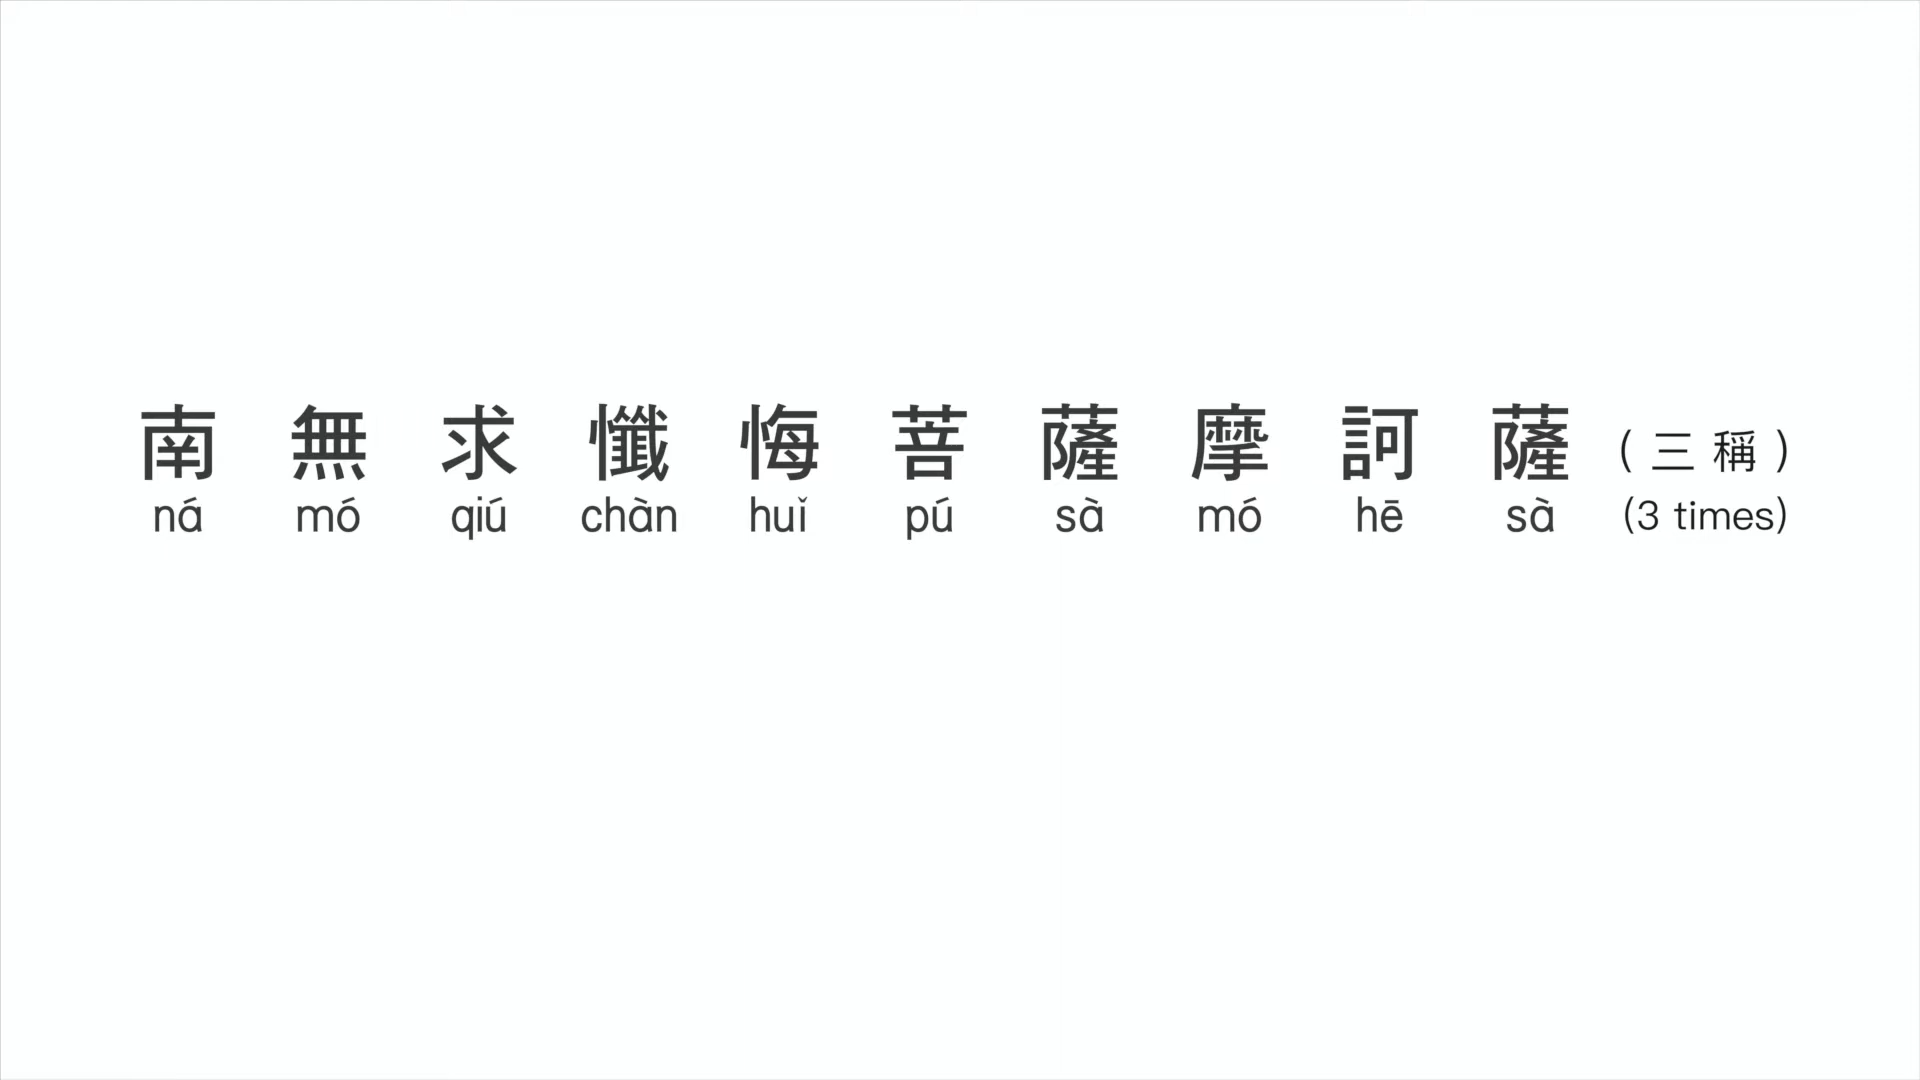 南無求懺悔菩薩摩訶薩（三稱）
ná mó qiú chàn huǐ pú sà mó hē sà (3 times)